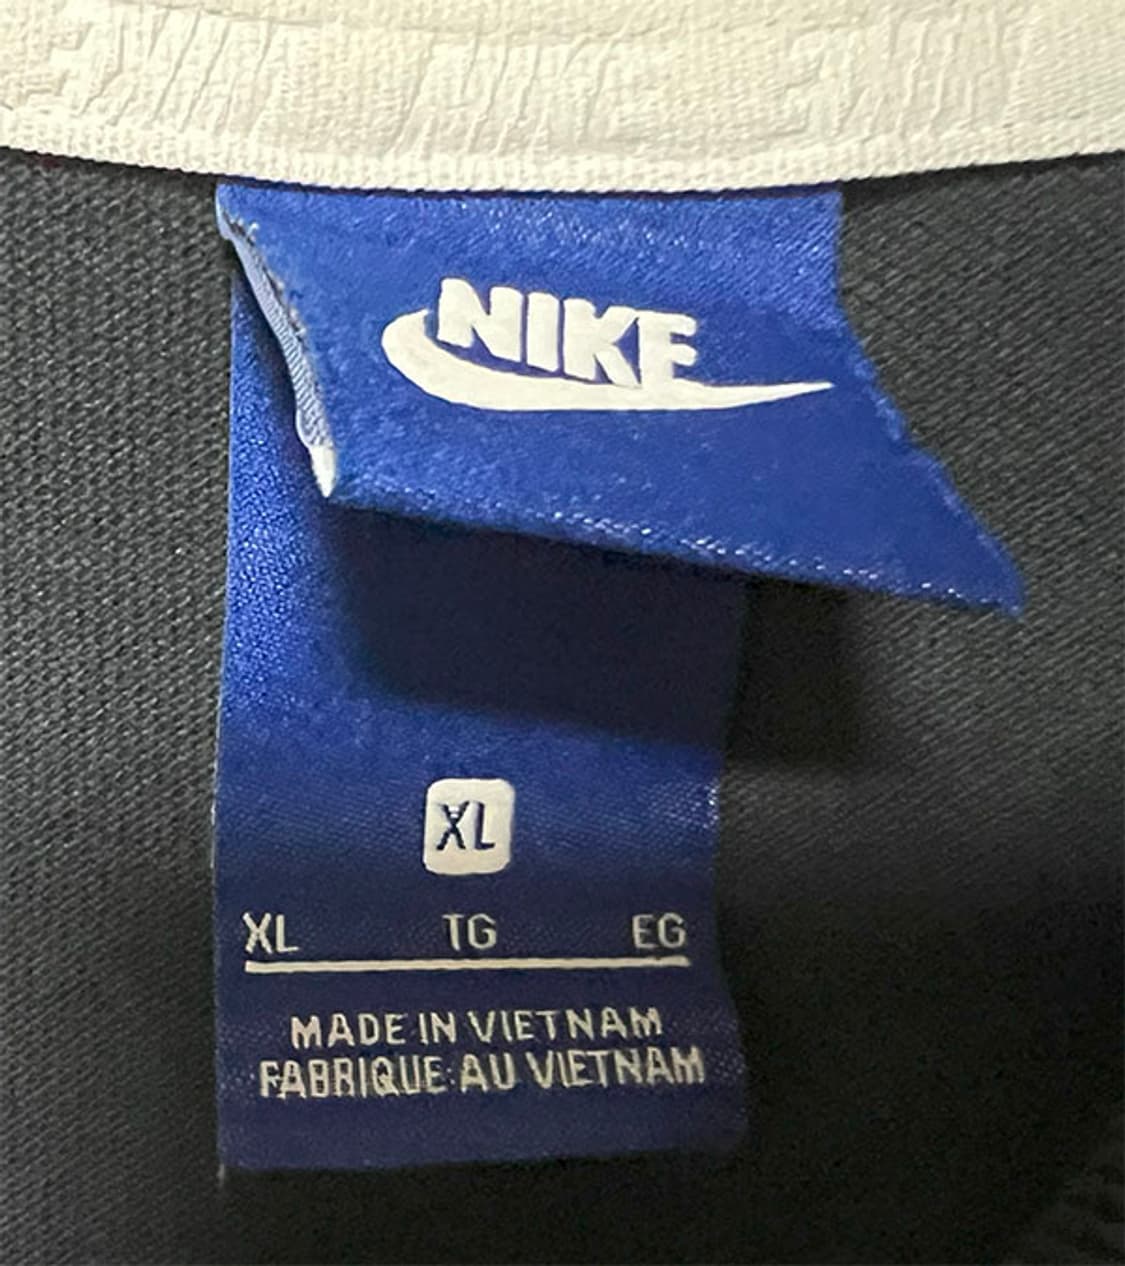 NIKE
XL
XL TG EG
MADE IN VIETNAM
FABRIQUE AU VIETNAM